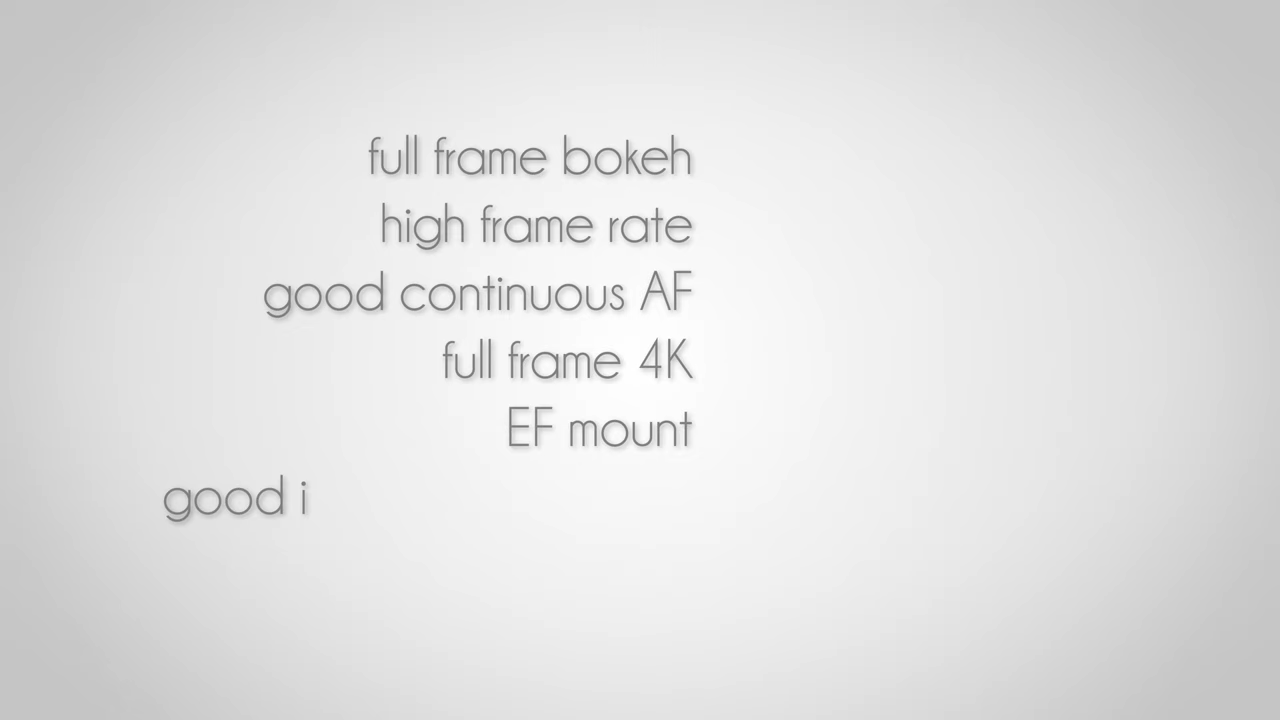 full frame bokeh
high frame rate
good continuous AF
full frame 4K
EF mount
good i